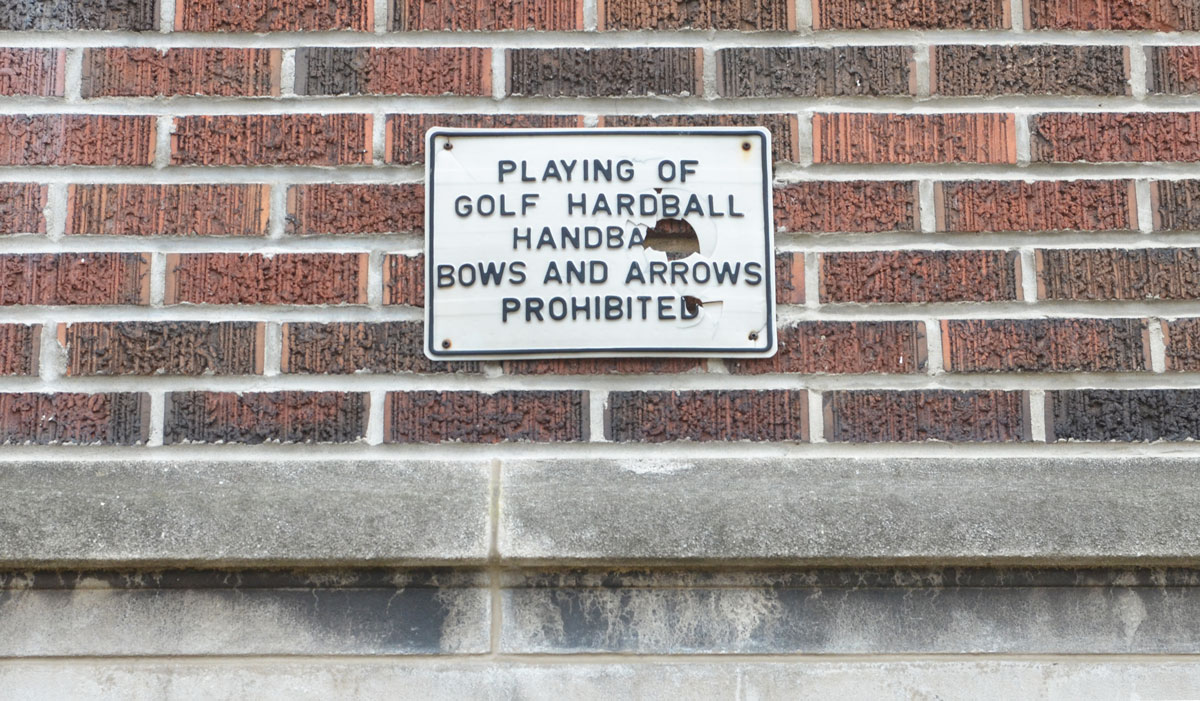 PLAYING OF
GOLF HARDBALL
HANDBA
BOWS AND ARROWS
PROHIBITED